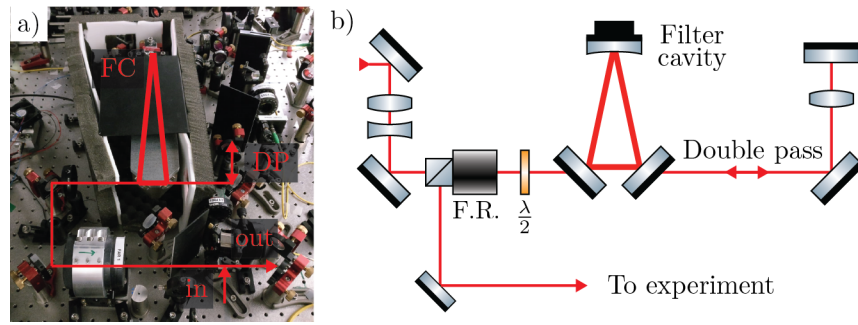 a)
FC
DP
out
in
b)
Filter
cavity
Double pass
F.R.
λ
2
To experiment